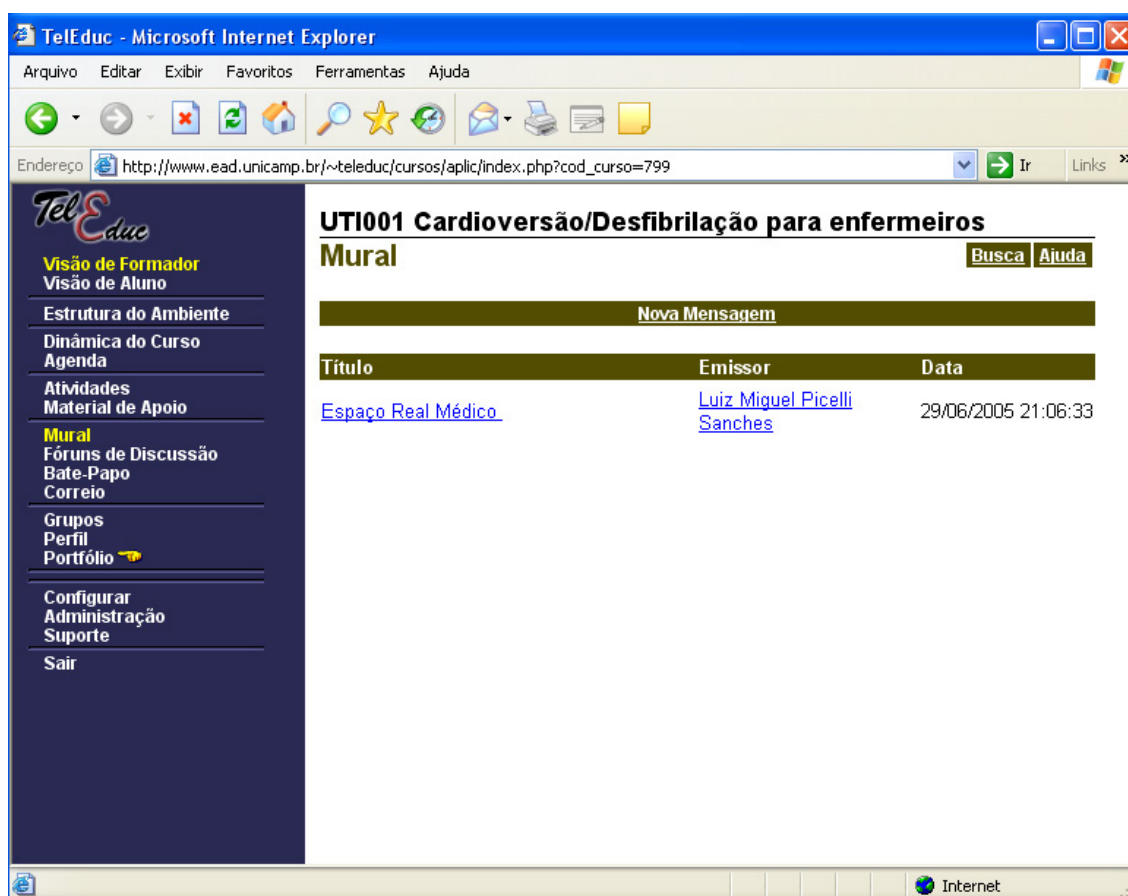 TelEduc - Microsoft Internet Explorer
Arquivo Editar Exibir Favoritos Ferramentas Ajuda
Endereço http://www.ead.unicamp.br/~teleduc/cursos/aplic/index.php?cod_curso=799 Ir Links »
TelEduc
Visão de Formador
Visão de Aluno
Estrutura do Ambiente
Dinâmica do Curso
Agenda
Atividades
Material de Apoio
Mural
Fóruns de Discussão
Bate-Papo
Correio
Grupos
Perfil
Portfólio
Configurar
Administração
Suporte
Sair
UTI001 Cardioversão/Desfibrilação para enfermeiros
Mural
Busca Ajuda
Nova Mensagem
Título Emissor Data
Espaço Real Médico Luiz Miguel Picelli 29/06/2005 21:06:33
Sanches
Internet